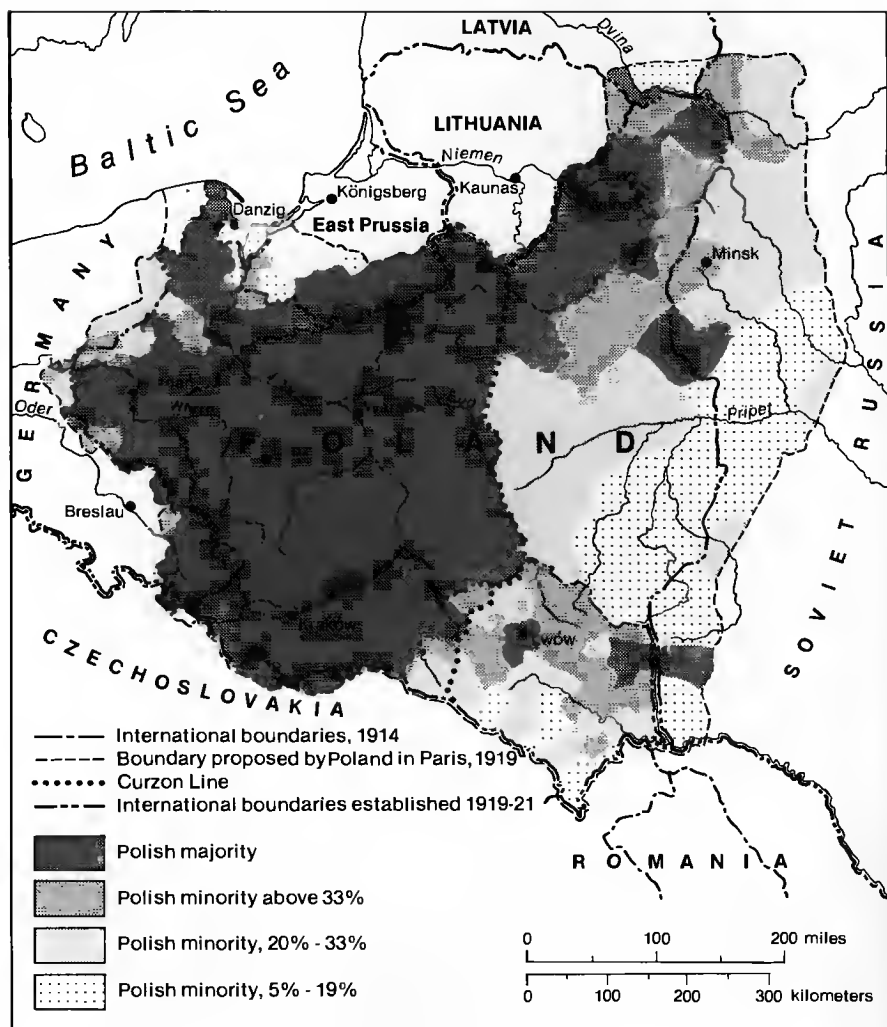 LATVIA
Dvina
Baltic Sea
LITHUANIA
Niemen
Königsberg
Kaunas
Danzig
East Prussia
Minsk
GERMANY
SOVIET RUSSIA
Oder
POLAND
Pripet
Breslau
Kraków
Lwów
CZECHOSLOVAKIA
ROMANIA
International boundaries, 1914
Boundary proposed by Poland in Paris, 1919
Curzon Line
International boundaries established 1919-21
Polish majority
Polish minority above 33%
Polish minority, 20% - 33%
Polish minority, 5% - 19%
0 100 200 miles
0 100 200 300 kilometers